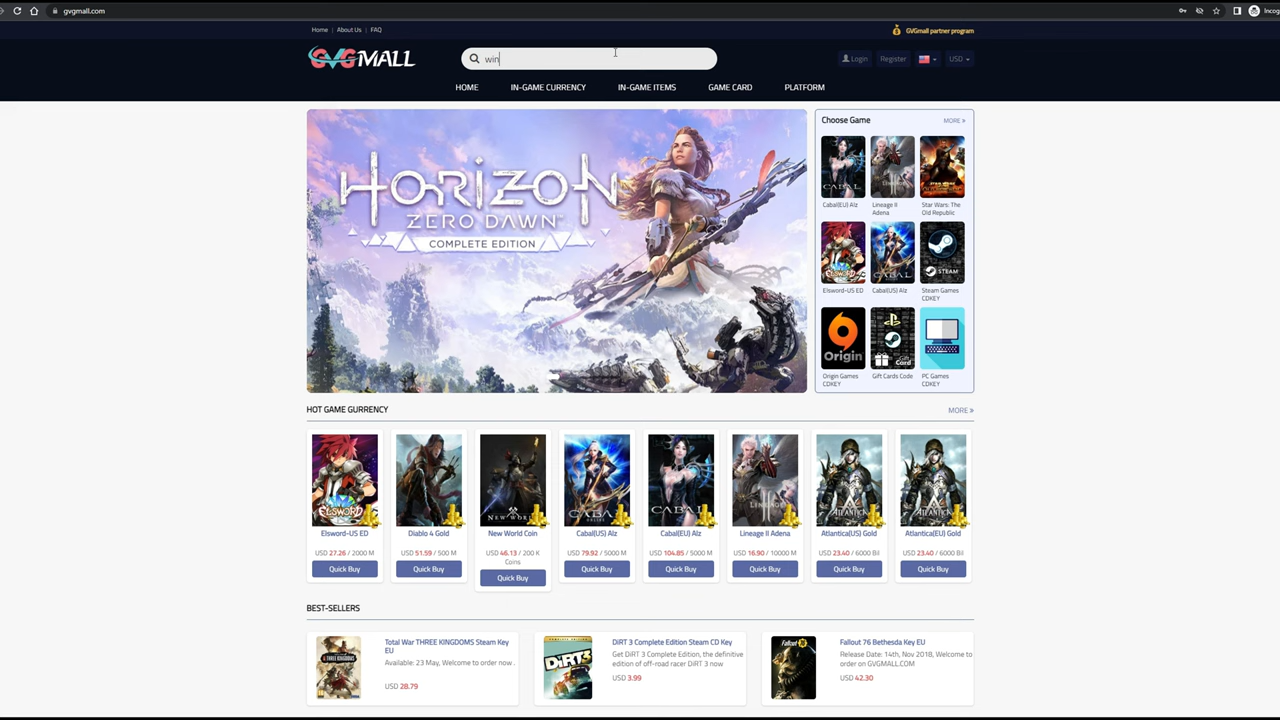 gvgmall.com
Incog
Home | About Us | FAQ
GVGmall partner program
GVGMALL
win
Login
Register
USD
HOME
IN-GAME CURRENCY
IN-GAME ITEMS
GAME CARD
PLATFORM
HORIZON
ZERO DAWN
COMPLETE EDITION
Choose Game
MORE »
Cabal(EU) Alz
Lineage II
Adena
Star Wars: The
Old Republic
Elsword-US ED
Cabal(US) Alz
Steam Games
CDKEY
STEAM
Origin
Gift Card
Origin Games
CDKEY
Gift Cards Code
PC Games
CDKEY
HOT GAME GURRENCY
MORE »
Elsword-US ED
USD 27.26 / 2000 M
Quick Buy
Diablo 4 Gold
USD 51.59 / 500 M
Quick Buy
New World Coin
USD 46.13 / 200 K
Coins
Quick Buy
Cabal(US) Alz
USD 79.92 / 5000 M
Quick Buy
Cabal(EU) Alz
USD 104.85 / 5000 M
Quick Buy
Lineage II Adena
USD 16.90 / 10000 M
Quick Buy
Atlantica(US) Gold
USD 23.40 / 6000 Bil
Quick Buy
Atlantica(EU) Gold
USD 23.40 / 6000 Bil
Quick Buy
BEST-SELLERS
Total War THREE KINGDOMS Steam Key
EU
Available: 23 May, Welcome to order now .
USD 28.79
DiRT 3 Complete Edition Steam CD Key
Get DiRT 3 Complete Edition, the definitive
edition of off-road racer DiRT 3 now
USD 3.99
Fallout 76 Bethesda Key EU
Release Date: 14th, Nov 2018, Welcome to
order on GVGMALL.COM
USD 42.30